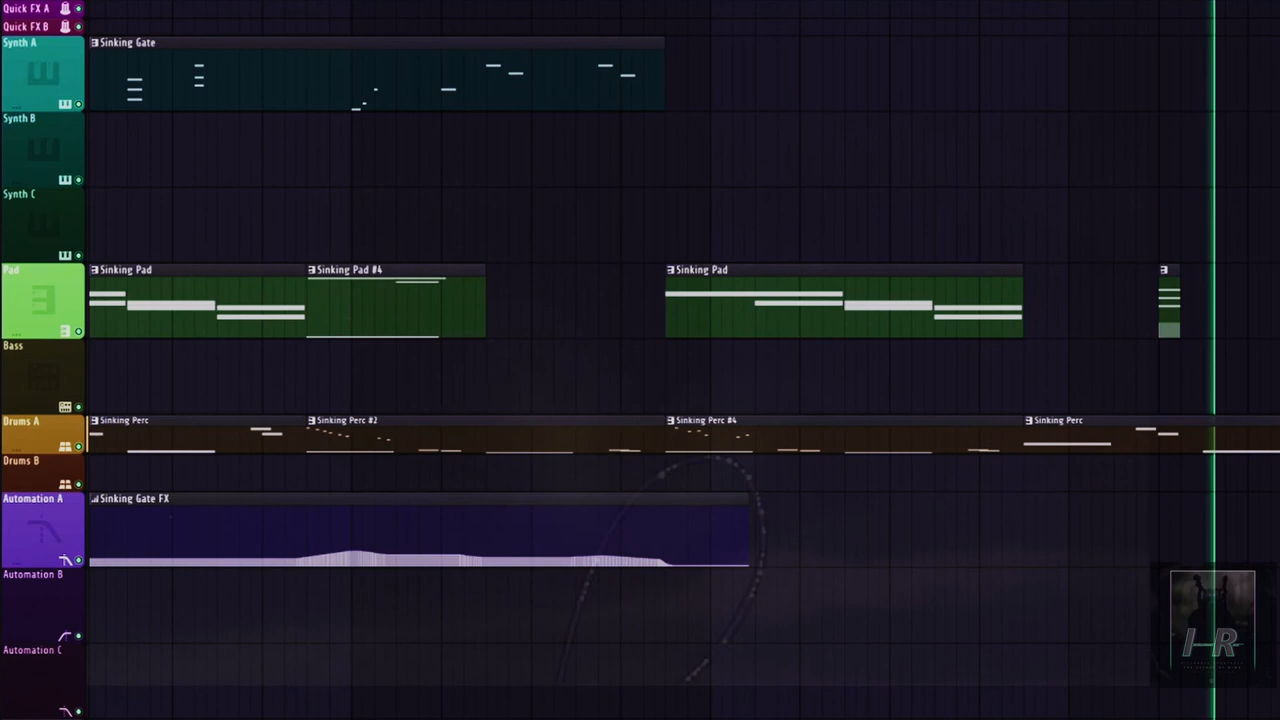 Quick FX A
Quick FX B
Synth A
Sinking Gate
Synth B
Synth C
Pad
Sinking Pad
Sinking Pad #4
Sinking Pad
Bass
Drums A
Sinking Perc
Sinking Perc #2
Sinking Perc #4
Sinking Perc
Drums B
Automation A
Sinking Gate FX
Automation B
Automation C
I-R